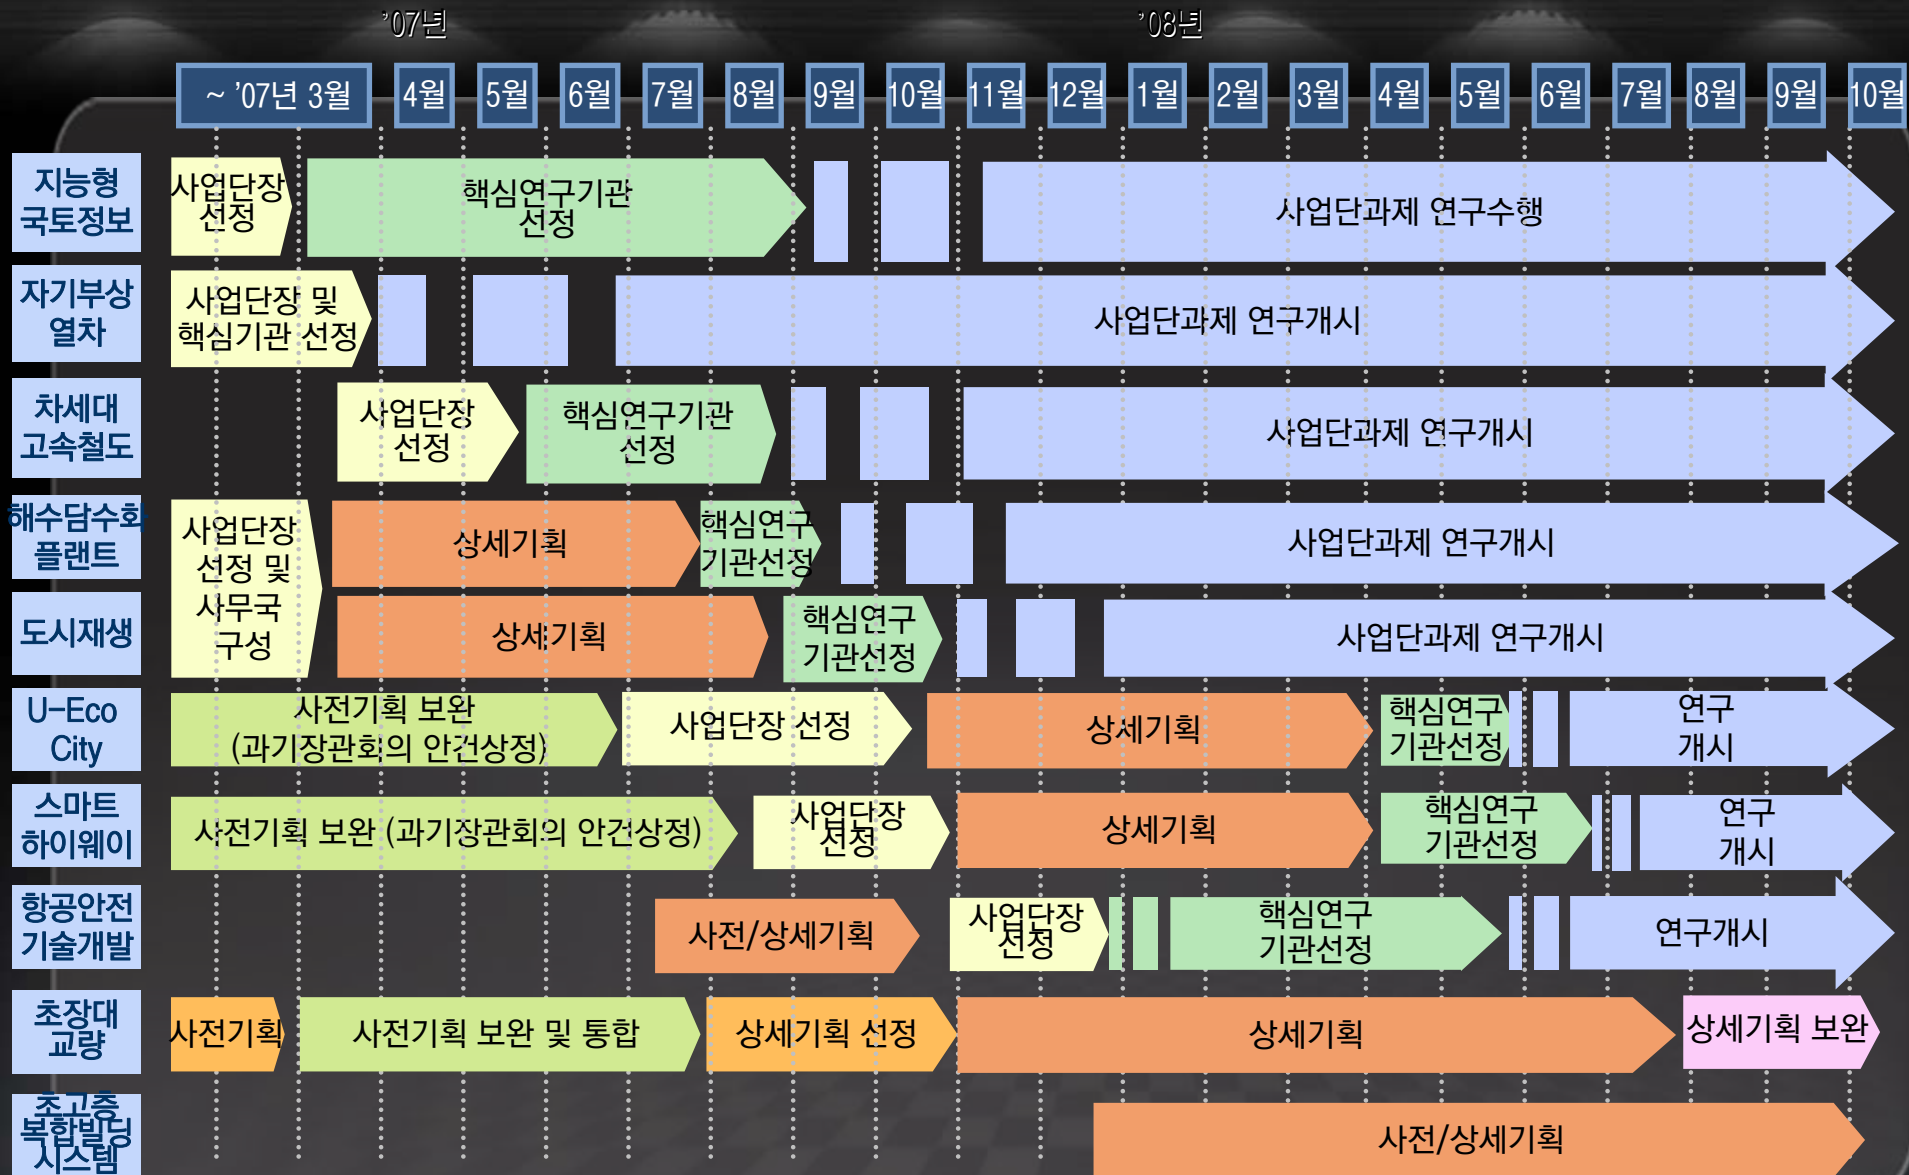 '07년
'08년
~ '07년 3월
4월
5월
6월
7월
8월
9월
10월
11월
12월
1월
2월
3월
4월
5월
6월
7월
8월
9월
10월
지능형
국토정보
사업단장
선정
핵심연구기관
선정
사업단과제 연구수행
자기부상
열차
사업단장 및
핵심기관 선정
사업단과제 연구개시
차세대
고속철도
사업단장
선정
핵심연구기관
선정
사업단과제 연구개시
해수담수화
플랜트
사업단장
선정 및
사무국
구성
상세기획
핵심연구
기관선정
사업단과제 연구개시
도시재생
상세기획
핵심연구
기관선정
사업단과제 연구개시
U-Eco
City
사전기획 보완
(과기장관회의 안건상정)
사업단장 선정
상세기획
핵심연구
기관선정
연구
개시
스마트
하이웨이
사전기획 보완 (과기장관회의 안건상정)
사업단장
선정
상세기획
핵심연구
기관선정
연구
개시
항공안전
기술개발
사전/상세기획
사업단장
선정
핵심연구
기관선정
연구개시
초장대
교량
사전기획
사전기획 보완 및 통합
상세기획 선정
상세기획
상세기획 보완
초고층
복합빌딩
시스템
사전/상세기획